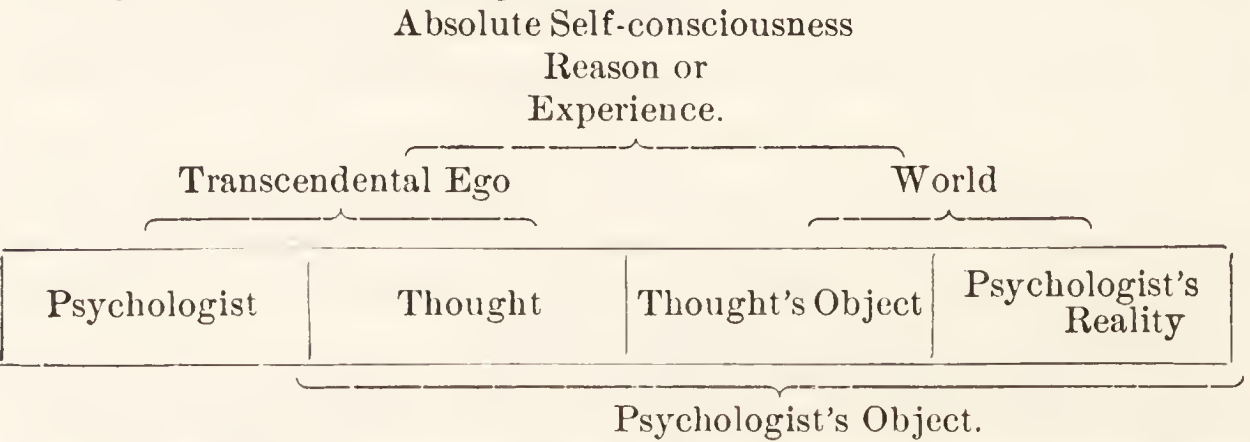 Absolute Self-consciousness
Reason or
Experience.
Transcendental Ego
World
Psychologist
Thought
Thought's Object
Psychologist's
Reality
Psychologist's Object.